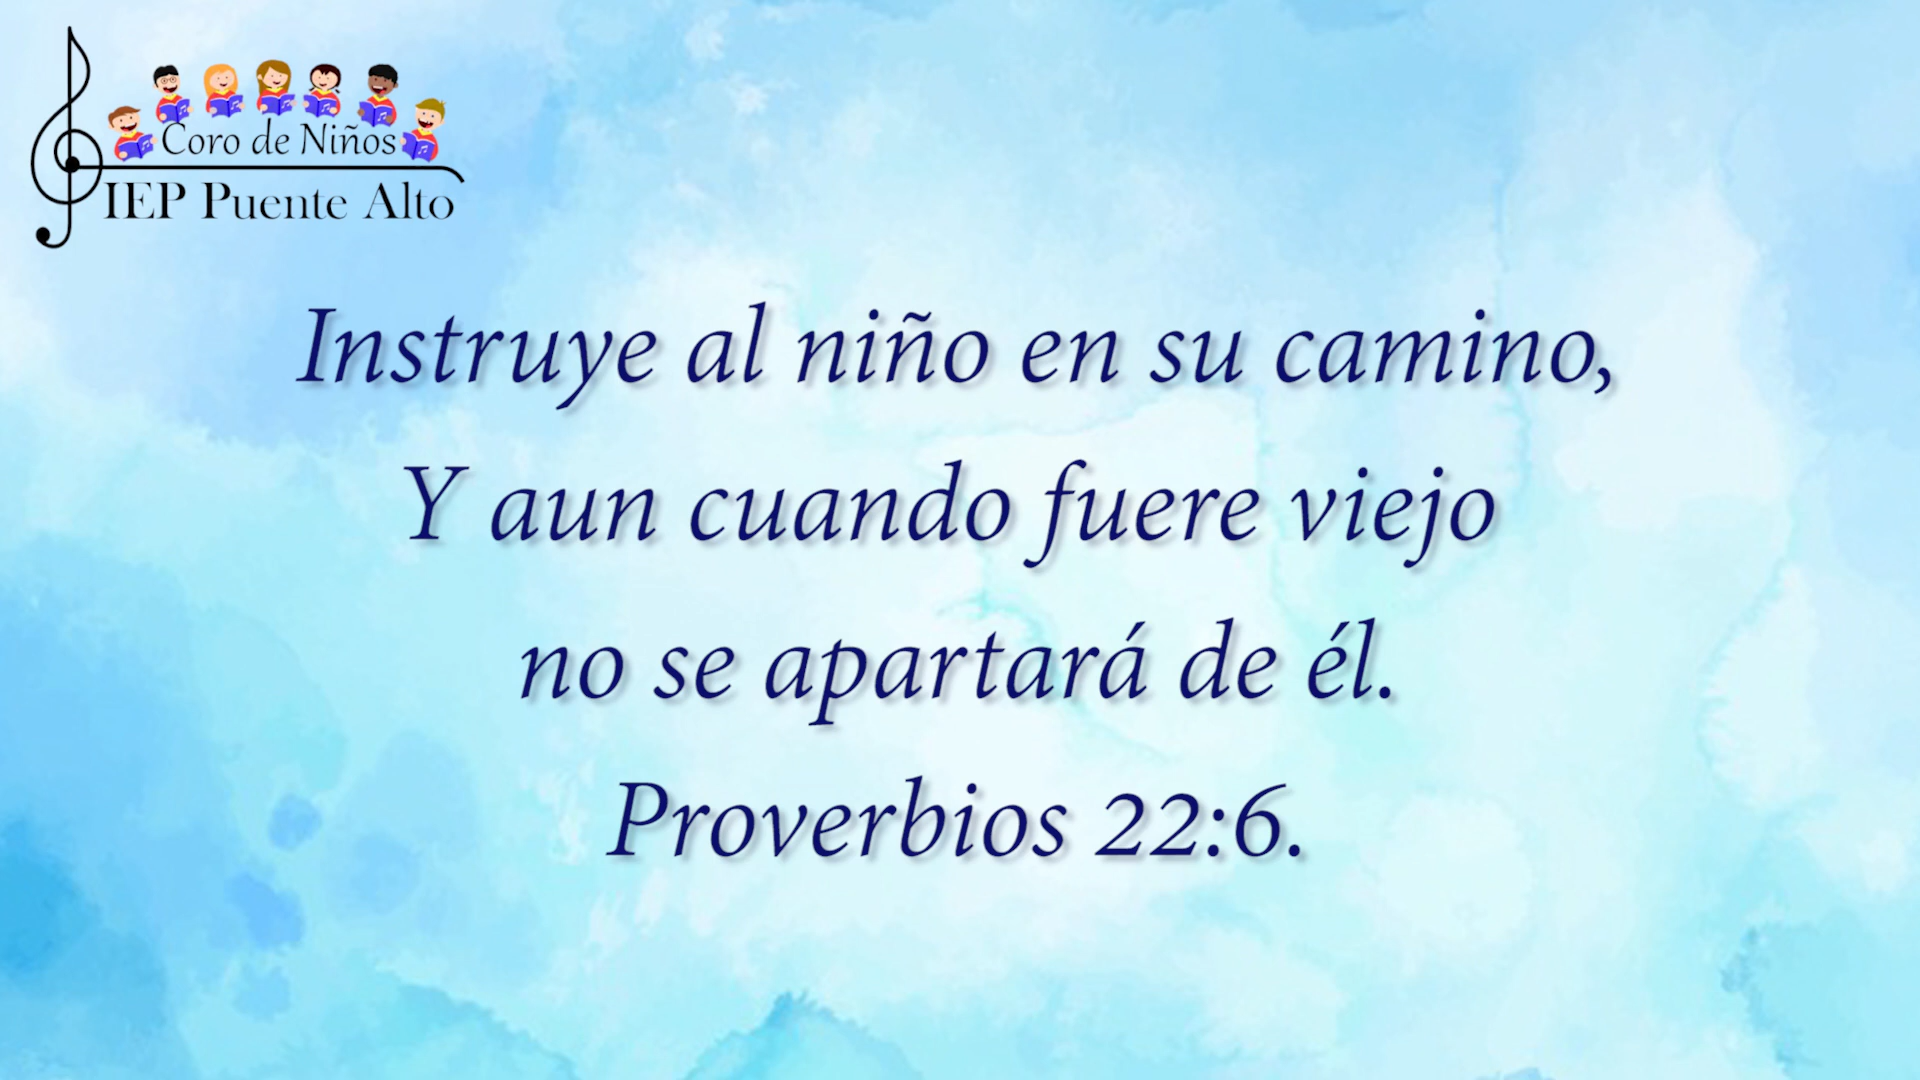 Coro de Niños
IEP Puente Alto
Instruye al niño en su camino,
Y aun cuando fuere viejo
no se apartará de él.
Proverbios 22:6.